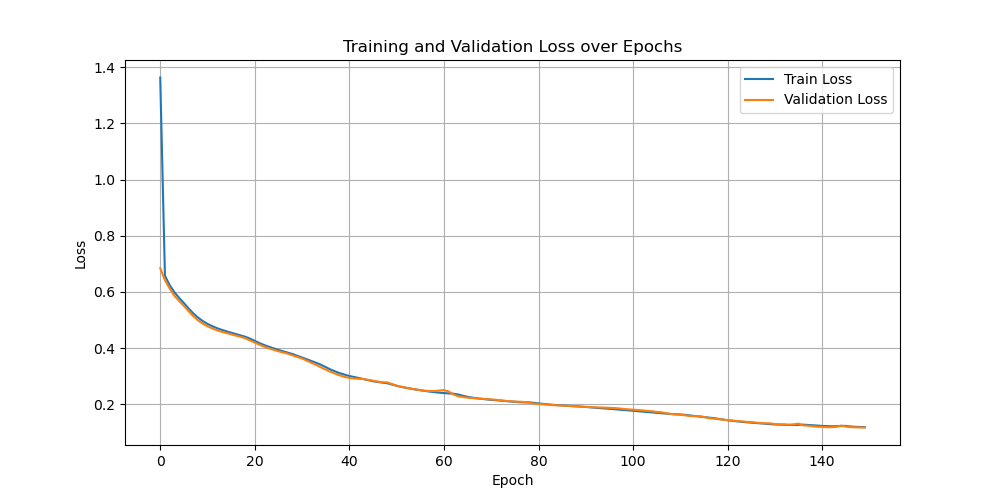 Training and Validation Loss over Epochs
Train Loss
Validation Loss
1.4
1.2
1.0
0.8
0.6
0.4
0.2
Loss
0 20 40 60 80 100 120 140
Epoch